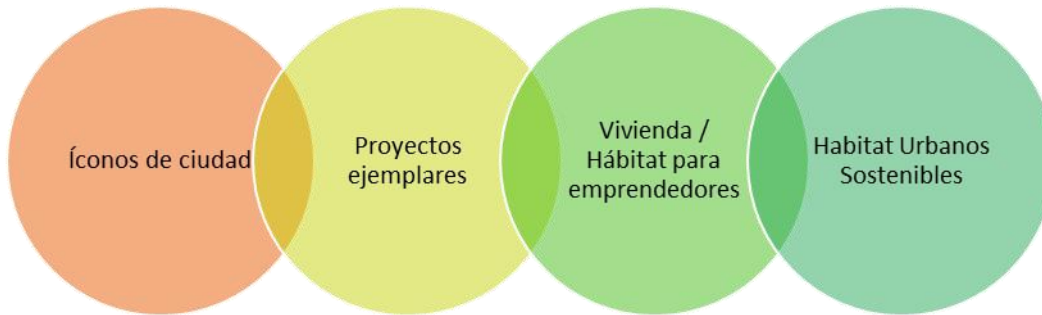 Íconos de ciudad
Proyectos
ejemplares
Vivienda /
Hábitat para
emprendedores
Habitat Urbanos
Sostenibles